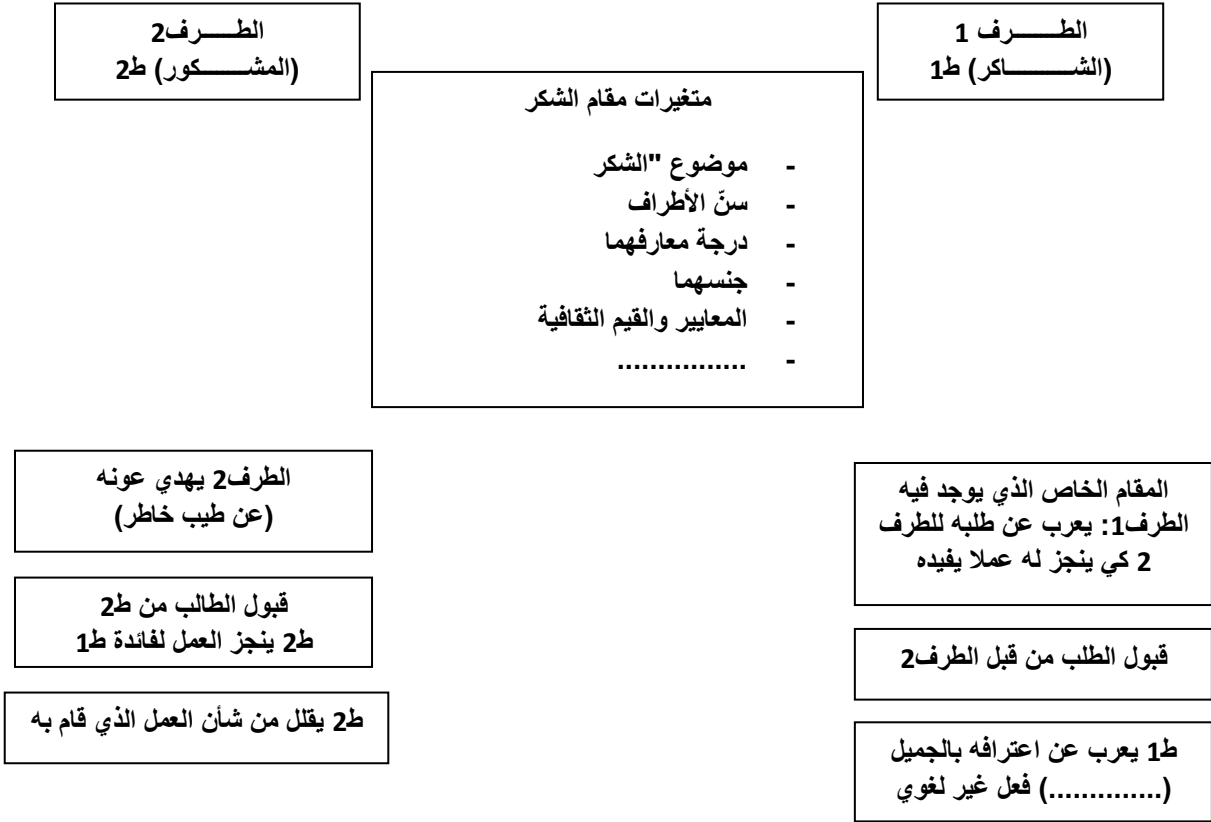 الطـــــرف 1
(الشـــــــاكر) ط1
الطـــــرف2
(المشـــــــكور) ط2
متغيرات مقام الشكر
- موضوع "الشكر
- سنّ الأطراف
- درجة معارفهما
- جنسهما
- المعايير والقيم الثقافية
- ................
المقام الخاص الذي يوجد فيه
الطرف1: يعرب عن طلبه للطرف
2 كي ينجز له عملا يفيده
قبول الطلب من قبل الطرف2
ط1 يعرب عن اعترافه بالجميل
(..............) فعل غير لغوي
الطرف2 يهدي عونه
(عن طيب خاطر)
قبول الطالب من ط2
ط2 ينجز العمل لفائدة ط1
ط2 يقلل من شأن العمل الذي قام به